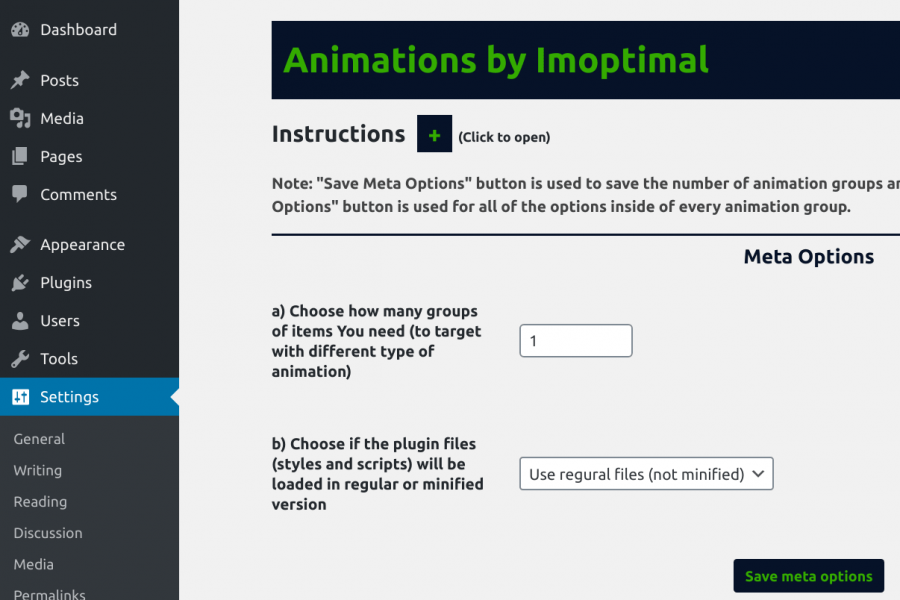 Dashboard
Posts
Media
Pages
Comments
Appearance
Plugins
Users
Tools
Settings
General
Writing
Reading
Discussion
Media
Permalinks
Animations by Imoptimal
Instructions + (Click to open)
Note: "Save Meta Options" button is used to save the number of animation groups
Options" button is used for all of the options inside of every animation group.
Meta Options
a) Choose how many groups
of items You need (to target
with different type of
animation)
1
b) Choose if the plugin files
(styles and scripts) will be
loaded in regular or minified
version
Use regural files (not minified)
Save meta options